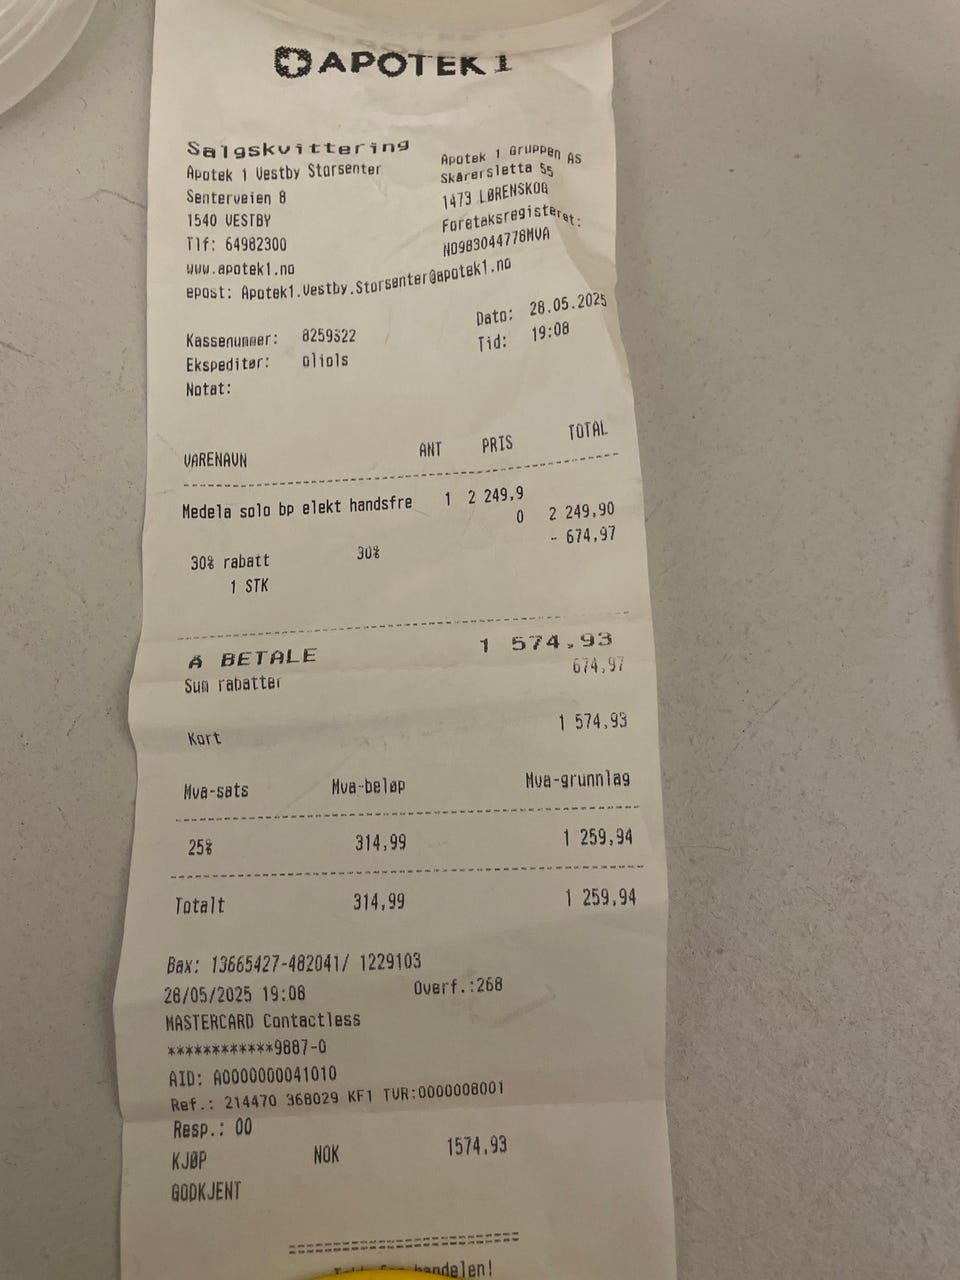 APOTEK 1
Salgskvittering
Apotek 1 Vestby Storsenter
Senterveien 8
1540 VESTBY
Tlf: 64982300
www.apotek1.no
epost: Apotek1.Vestby.Storsenter@apotek1.no
Apotek 1 Gruppen AS
Skårersletta 55
1473 LØRENSKOG
Foretaksregisteret:
NO983044778MVA
Kassenummer: 8259322
Ekspeditør: oliols
Notat:
Dato: 28.05.2025
Tid: 19:08
VARENAVN ANT PRIS TOTAL
Medela solo bp elekt handsfre 1 2 249,9
0 2 249,90
30% rabatt 30% - 674,97
1 STK
Å BETALE 1 574,93
Sum rabatter 674,97
Kort 1 574,93
Mva-sats Mva-beløp Mva-grunnlag
25% 314,99 1 259,94
Totalt 314,99 1 259,94
Bax: 13665427-482041/ 1229103
28/05/2025 19:08 Overf.:268
MASTERCARD Contactless
************9887-0
AID: A0000000041010
Ref.: 214470 368029 KF1 TVR:0000008001
Resp.: 00
KJØP NOK 1574,93
GODKJENT
handelen!